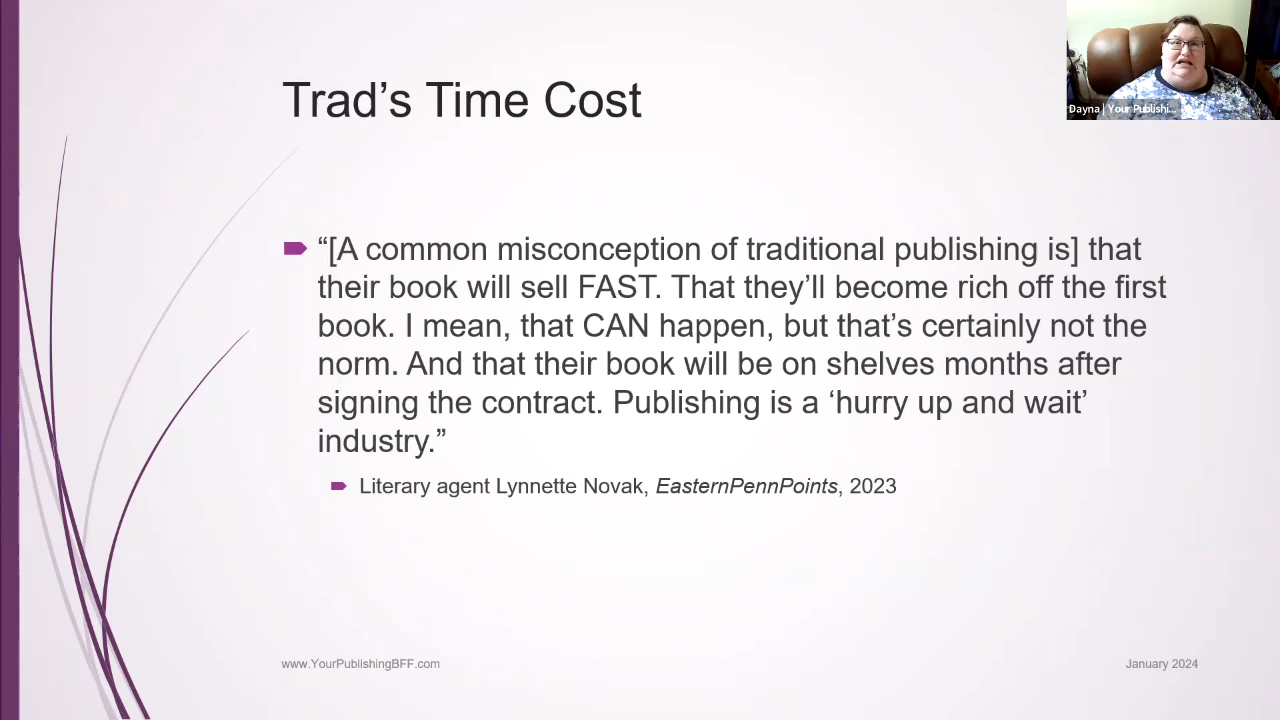 Trad’s Time Cost
Dayna | Your Publishi...
“[A common misconception of traditional publishing is] that
their book will sell FAST. That they’ll become rich off the first
book. I mean, that CAN happen, but that’s certainly not the
norm. And that their book will be on shelves months after
signing the contract. Publishing is a ‘hurry up and wait’
industry.”
Literary agent Lynnette Novak, EasternPennPoints, 2023
www.YourPublishingBFF.com
January 2024